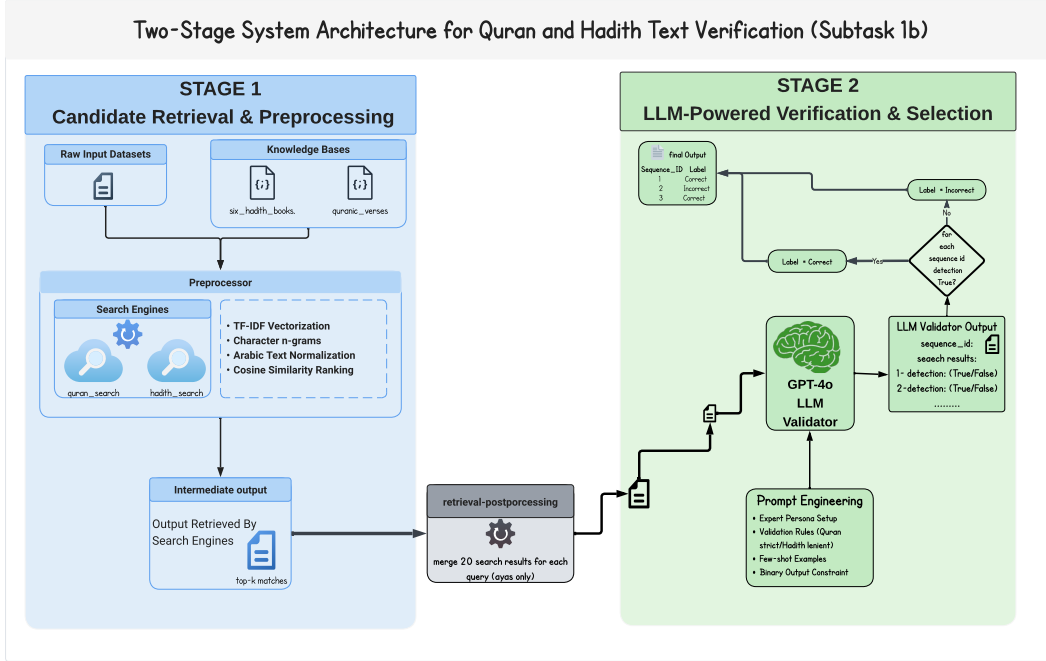 Two-Stage System Architecture for Quran and Hadith Text Verification (Subtask 1b)
STAGE 1
Candidate Retrieval & Preprocessing
Raw Input Datasets
Knowledge Bases
{;}
{;}
six_hadith_books.
quranic_verses
Preprocessor
Search Engines
quran_search
hadith_search
• TF-IDF Vectorization
• Character n-grams
• Arabic Text Normalization
• Cosine Similarity Ranking
Intermediate output
Output Retrieved By
Search Engines
top-k matches
retrieval-postporcessing
merge 20 search results for each
query (ayas only)
STAGE 2
LLM-Powered Verification & Selection
final Output
Sequence_ID Label
1 Correct
2 Incorrect
3 Correct
Label = Incorrect
No
for
each
sequence id
detection
True?
Yes
Label = Correct
LLM Validator Output
sequence_id:
seaech results:
1- detection: (True/False)
2-detection: (True/False)
.........
GPT-4o
LLM
Validator
Prompt Engineering
• Expert Persona Setup
• Validation Rules (Quran
strict/Hadith lenient)
• Few-shot Examples
• Binary Output Constraint